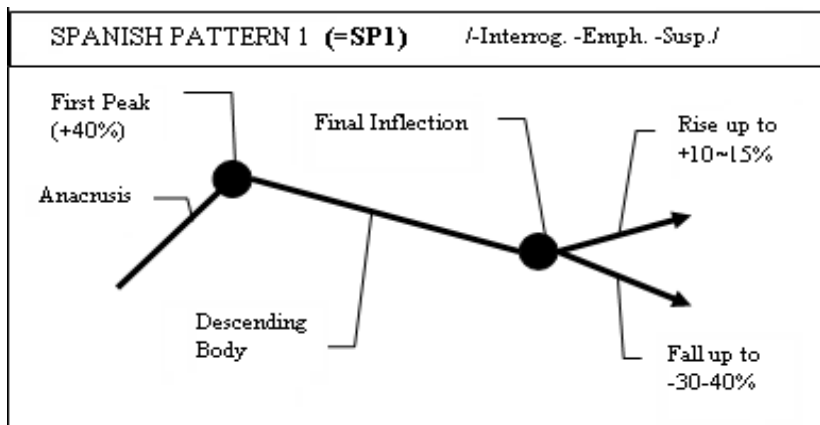 SPANISH PATTERN 1 (=SP1) /-Interrog. -Emph. -Susp./
First Peak
(+40%)
Final Inflection
Rise up to
+10~15%
Anacrusis
Descending
Body
Fall up to
-30-40%